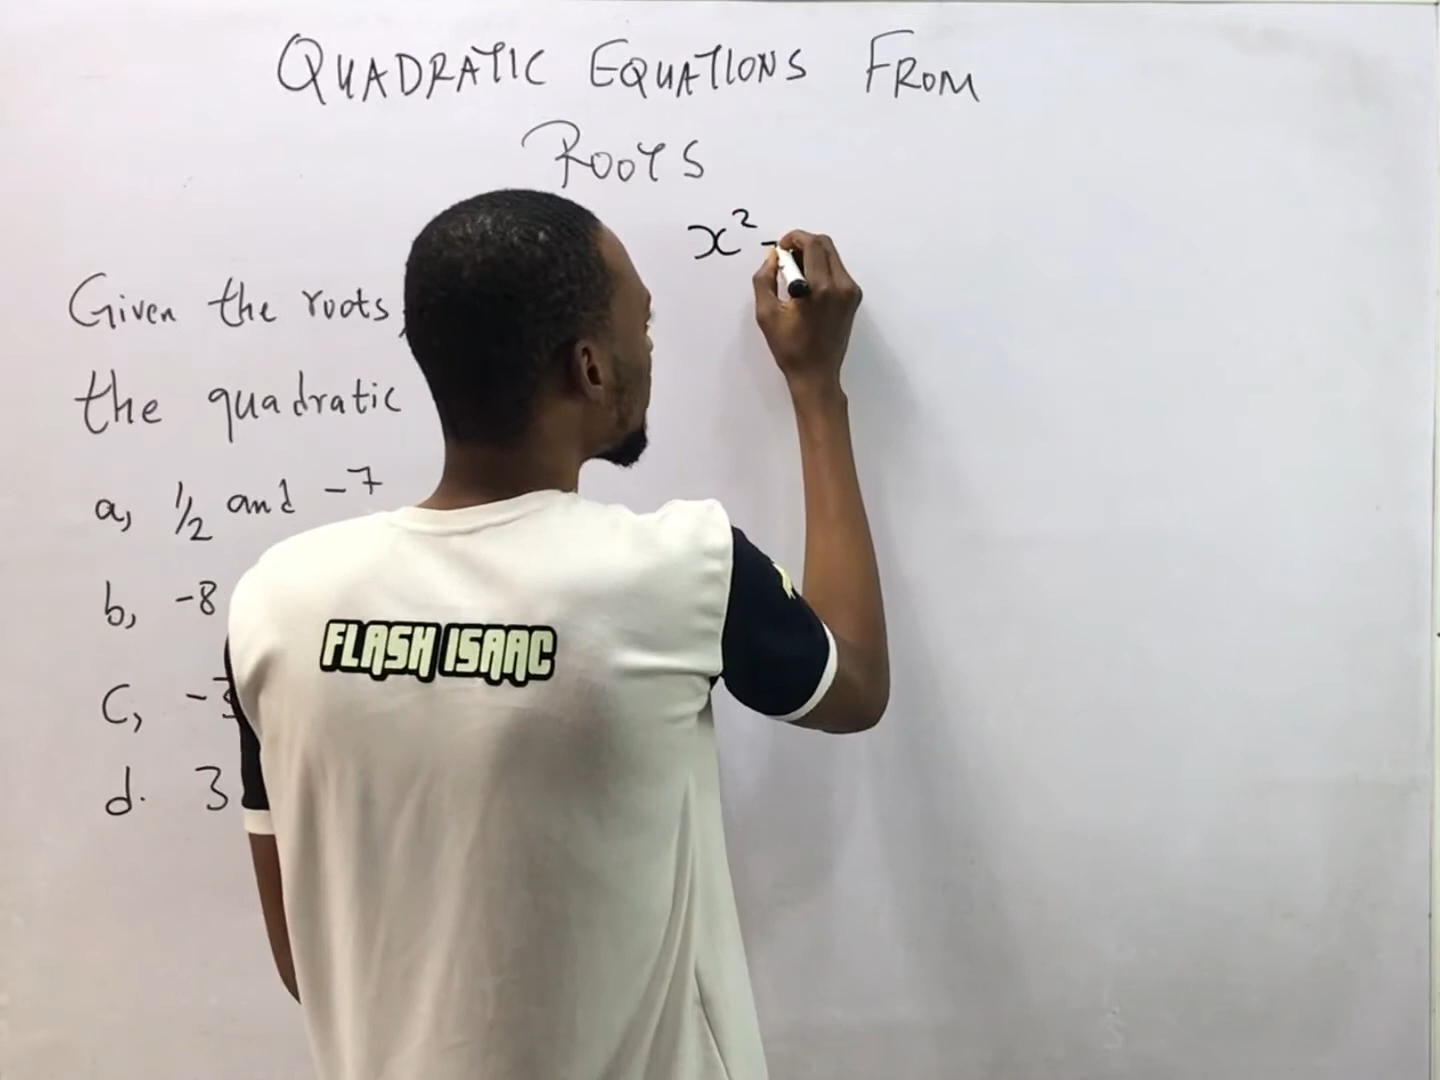 QUADRATIC EQUATIONS FROM
ROOTS
x² -
Given the roots,
the quadratic
a, 1/2 and -7
b, -8
c, -3
d. 3
FLASH ISAAC